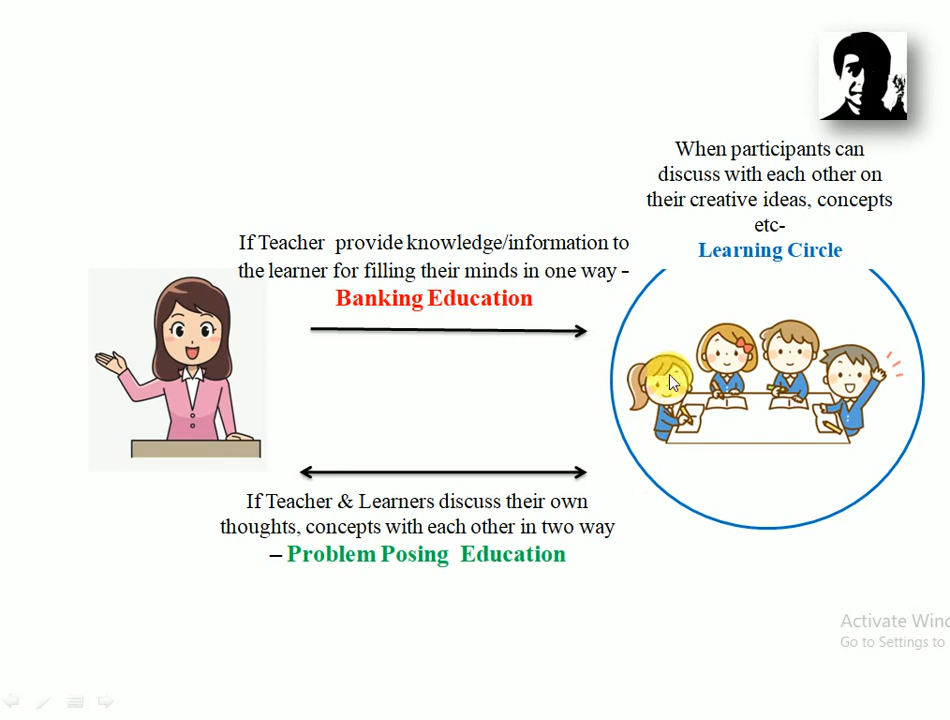 When participants can
discuss with each other on
their creative ideas, concepts
etc-
Learning Circle
If Teacher provide knowledge/information to
the learner for filling their minds in one way -
Banking Education
If Teacher & Learners discuss their own
thoughts, concepts with each other in two way
– Problem Posing Education
Activate
Go to Settings to